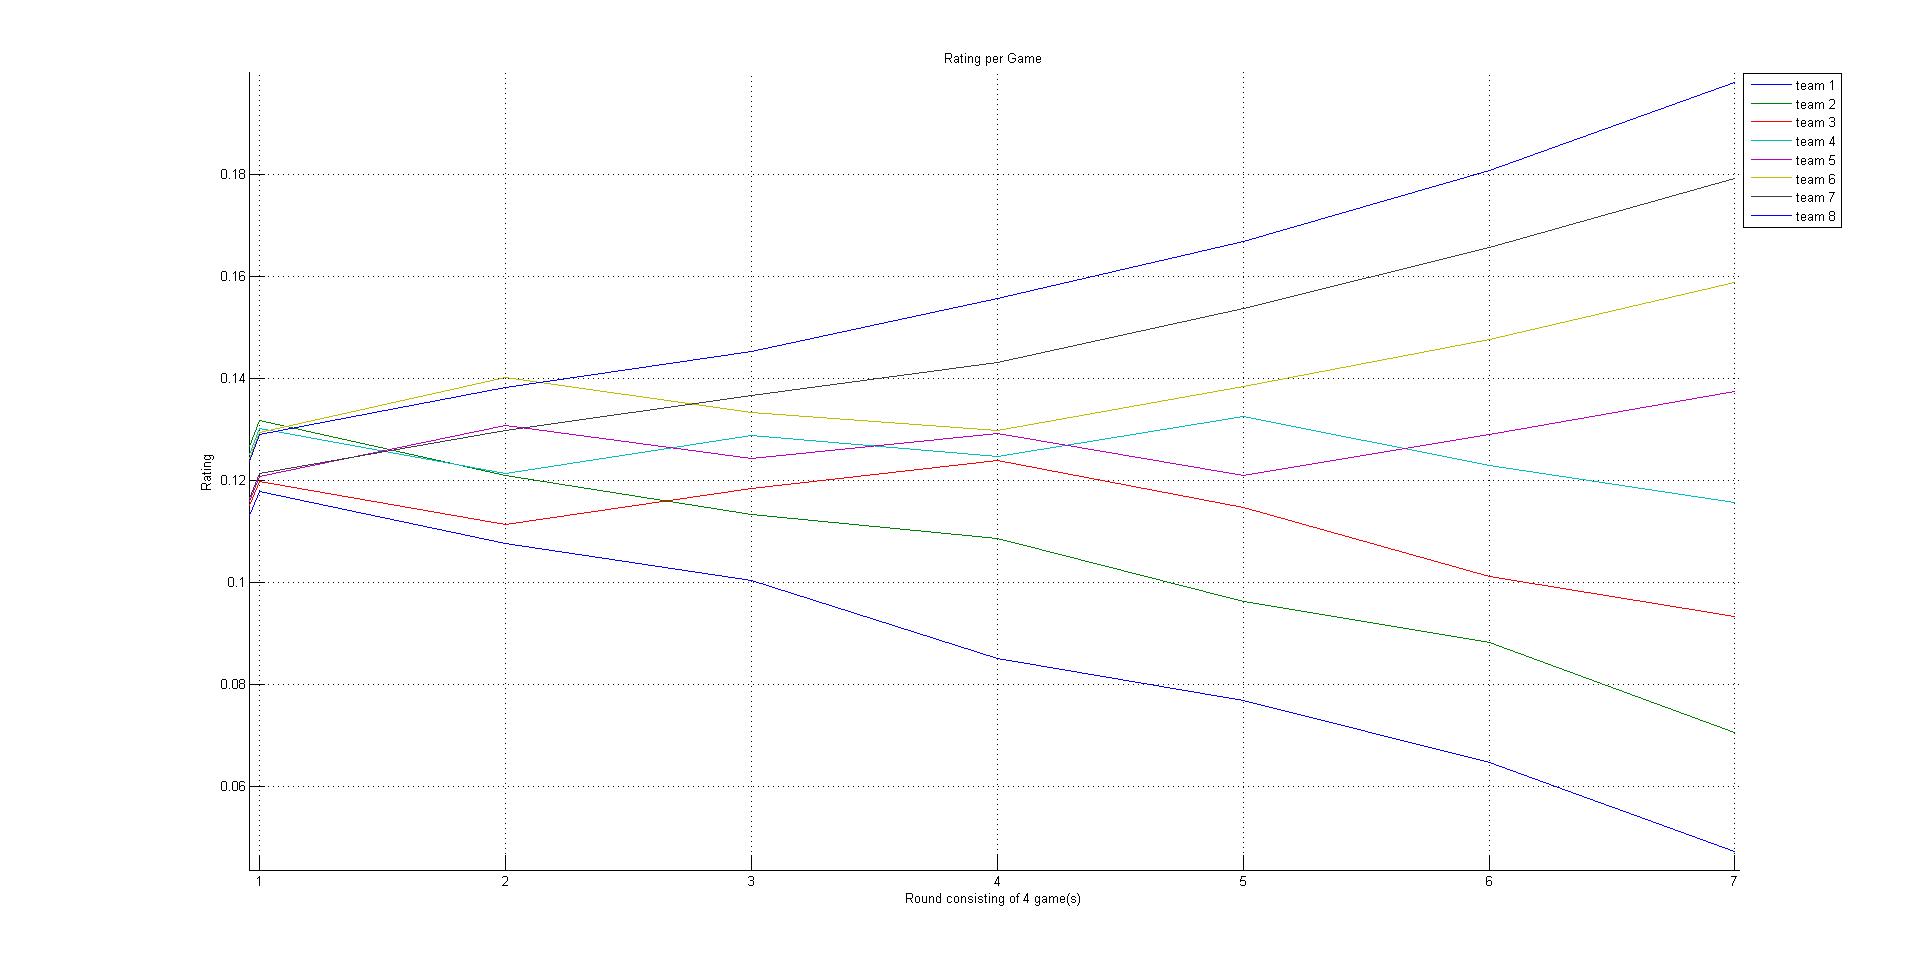 Rating per Game
team 1
team 2
team 3
team 4
team 5
team 6
team 7
team 8
0.18
0.16
0.14
0.12
0.1
0.08
0.06
Rating
1 2 3 4 5 6 7
Round consisting of 4 game(s)